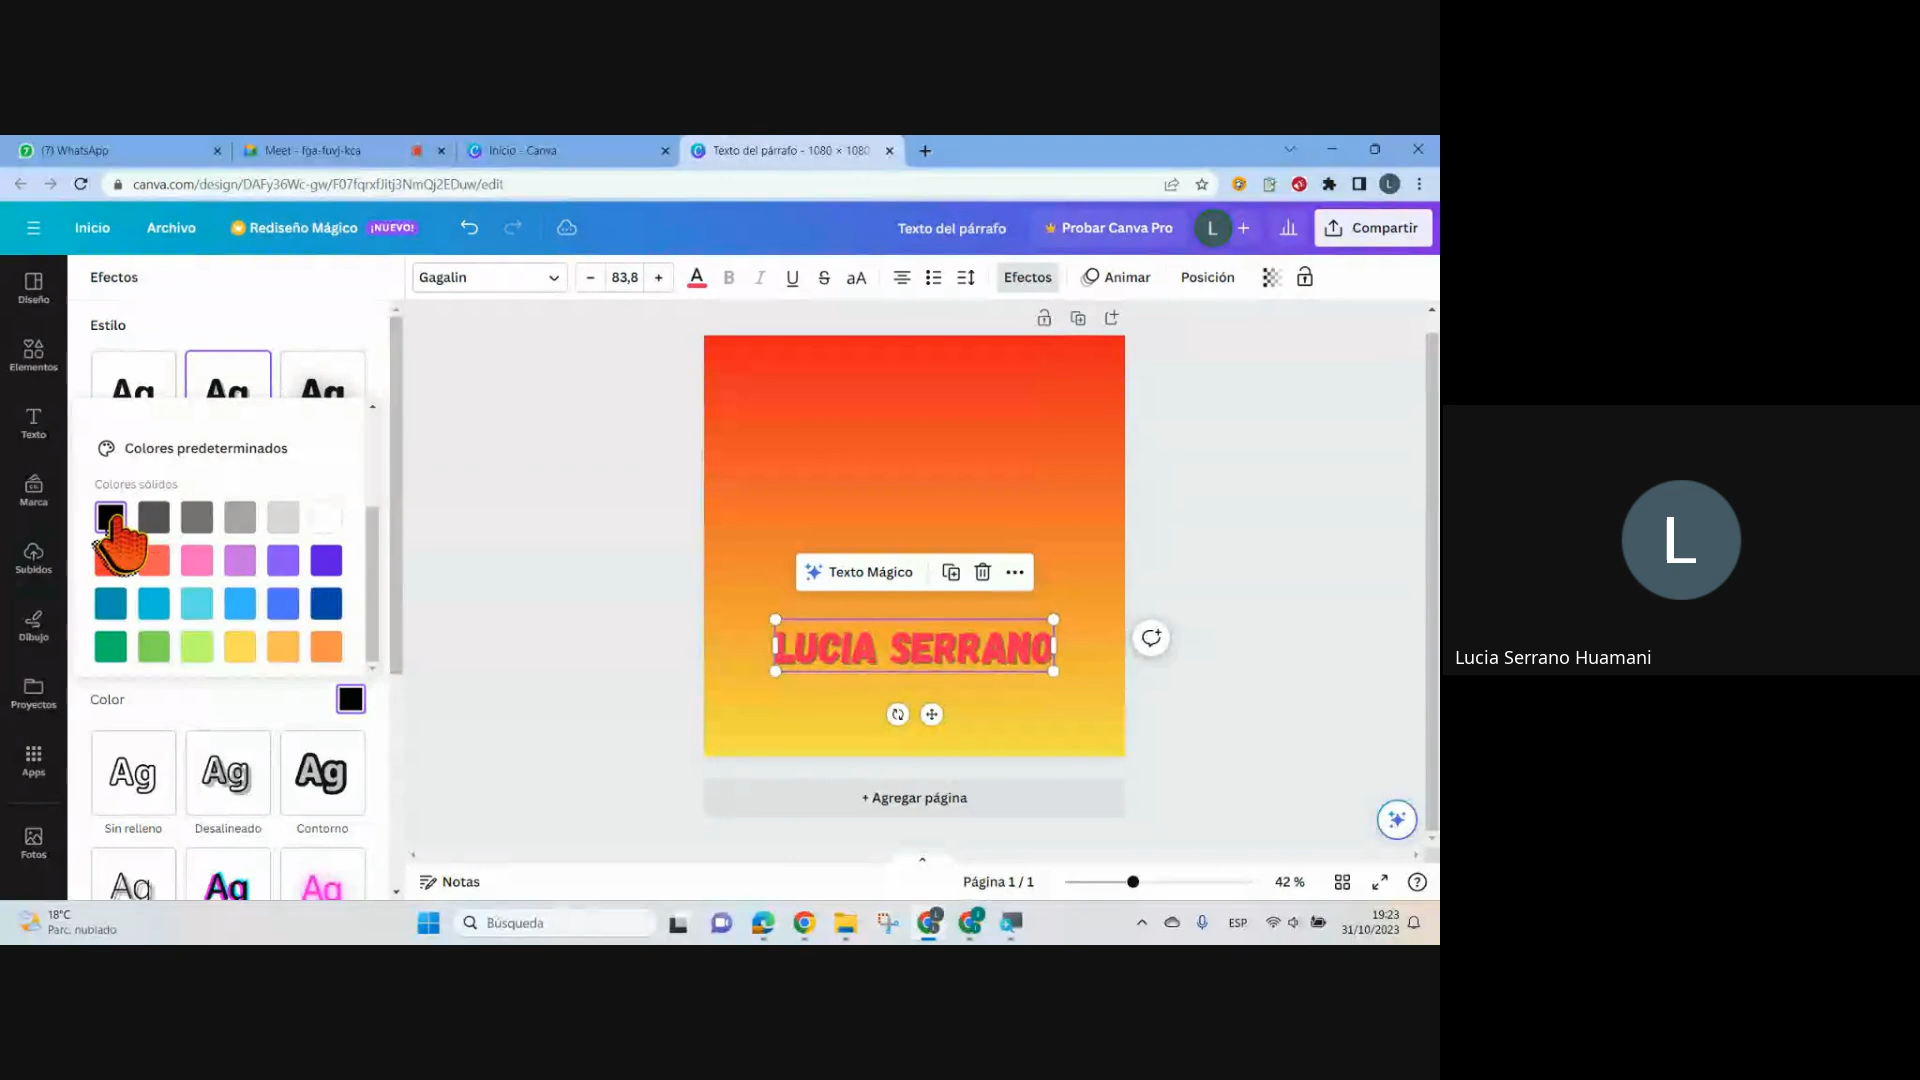 (7) WhatsApp
Meet - fga-fuvj-kca
Inicio - Canva
Texto del párrafo - 1080 × 1080
canva.com/design/DAFy36Wc-gw/F07fqrxfJitj3NmQj2EDuw/edit
Inicio
Archivo
Rediseño Mágico
¡NUEVO!
Texto del párrafo
Probar Canva Pro
L
Compartir
Diseño
Elementos
Texto
Marca
Subidos
Dibujo
Proyectos
Apps
Fotos
Efectos
Gagalin
83,8
A
B
I
U
S
aA
Efectos
Animar
Posición
Estilo
Ag
Ag
Ag
Colores predeterminados
Colores sólidos
Color
Ag
Ag
Ag
Sin relleno
Desalineado
Contorno
Ag
Ag
Ag
Texto Mágico
LUCIA SERRANO
+ Agregar página
Notas
Página 1 / 1
42 %
18°C
Parc. nublado
Búsqueda
ESP
19:23
31/10/2023
L
Lucia Serrano Huamani